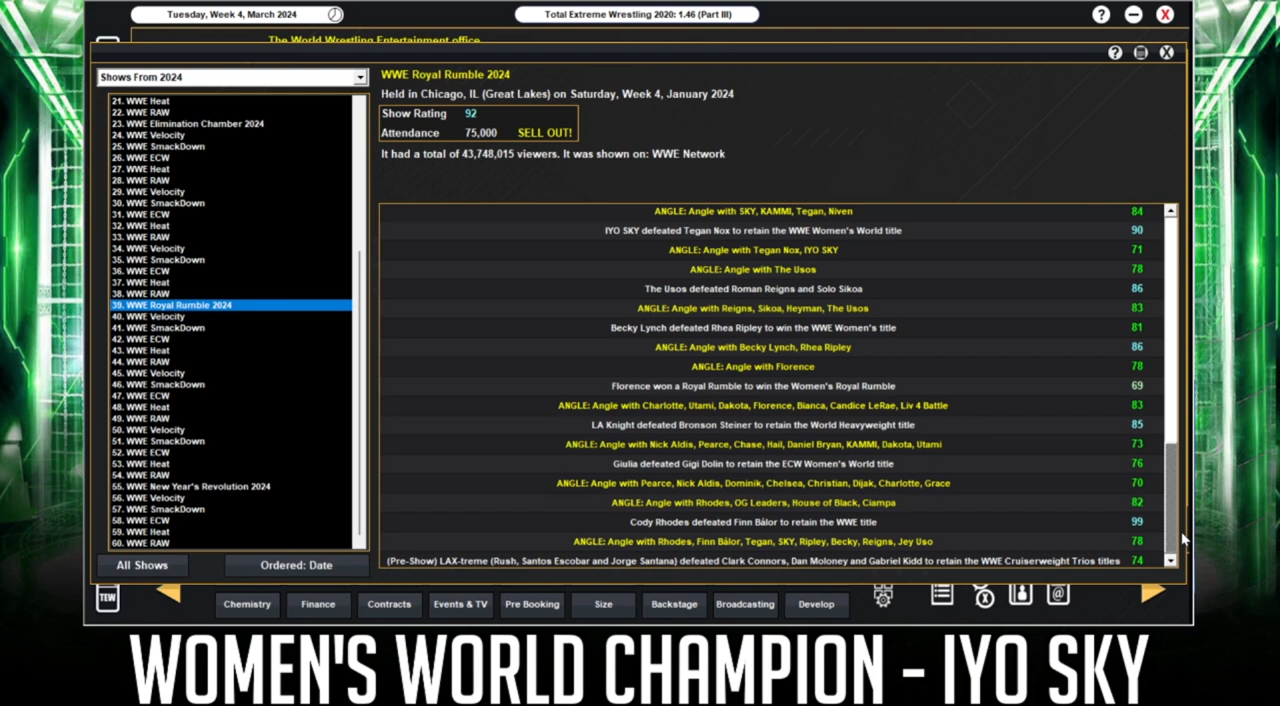 Tuesday, Week 4, March 2024
Total Extreme Wrestling 2020: 1.46 (Part III)
The World Wrestling Entertainment office
Shows From 2024
21. WWE Heat
22. WWE RAW
23. WWE Elimination Chamber 2024
24. WWE Velocity
25. WWE SmackDown
26. WWE ECW
27. WWE Heat
28. WWE RAW
29. WWE Velocity
30. WWE SmackDown
31. WWE ECW
32. WWE Heat
33. WWE RAW
34. WWE Velocity
35. WWE SmackDown
36. WWE ECW
37. WWE Heat
38. WWE RAW
39. WWE Royal Rumble 2024
40. WWE Velocity
41. WWE SmackDown
42. WWE ECW
43. WWE Heat
44. WWE RAW
45. WWE Velocity
46. WWE SmackDown
47. WWE ECW
48. WWE Heat
49. WWE RAW
50. WWE Velocity
51. WWE SmackDown
52. WWE ECW
53. WWE Heat
54. WWE RAW
55. WWE New Year's Revolution 2024
56. WWE Velocity
57. WWE SmackDown
58. WWE ECW
59. WWE Heat
60. WWE RAW
All Shows
Ordered: Date
WWE Royal Rumble 2024
Held in Chicago, IL (Great Lakes) on Saturday, Week 4, January 2024
Show Rating 92
Attendance 75,000 SELL OUT!
It had a total of 43,748,015 viewers. It was shown on: WWE Network
ANGLE: Angle with SKY, KAMMI, Tegan, Niven 84
IYO SKY defeated Tegan Nox to retain the WWE Women's World title 90
ANGLE: Angle with Tegan Nox, IYO SKY 71
ANGLE: Angle with The Usos 78
The Usos defeated Roman Reigns and Solo Sikoa 86
ANGLE: Angle with Reigns, Sikoa, Heyman, The Usos 83
Becky Lynch defeated Rhea Ripley to win the WWE Women's title 81
ANGLE: Angle with Becky Lynch, Rhea Ripley 86
ANGLE: Angle with Florence 78
Florence won a Royal Rumble to win the Women's Royal Rumble 69
ANGLE: Angle with Charlotte, Utami, Dakota, Florence, Bianca, Candice LeRae, Liv 4 Battle 83
LA Knight defeated Bronson Steiner to retain the World Heavyweight title 85
ANGLE: Angle with Nick Aldis, Pearce, Chase, Hail, Daniel Bryan, KAMMI, Dakota, Utami 73
Giulia defeated Gigi Dolin to retain the ECW Women's World title 76
ANGLE: Angle with Pearce, Nick Aldis, Dominik, Chelsea, Christian, Dijak, Charlotte, Grace 70
ANGLE: Angle with Rhodes, OG Leaders, House of Black, Ciampa 82
Cody Rhodes defeated Finn Bálor to retain the WWE title 99
ANGLE: Angle with Rhodes, Finn Bálor, Tegan, SKY, Ripley, Becky, Reigns, Jey Uso 78
(Pre-Show) LAX-treme (Rush, Santos Escobar and Jorge Santana) defeated Clark Connors, Dan Moloney and Gabriel Kidd to retain the WWE Cruiserweight Trios titles 74
TEW
Chemistry
Finance
Contracts
Events & TV
Pre Booking
Size
Backstage
Broadcasting
Develop
WOMEN'S WORLD CHAMPION - IYO SKY